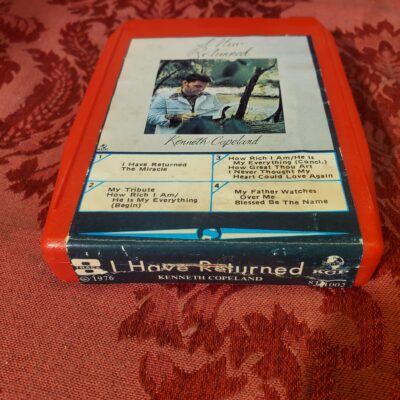 I Have
Returned
Kenneth Copeland
1
I Have Returned
The Miracle
2
My Tribute
How Rich I Am/
He Is My Everything
(Begin)
3
How Rich I Am/He Is
My Everything (Concl.)
How Great Thou Art
I Never Thought My
Heart Could Love Again
4
My Father Watches
Over Me
Blessed Be The Name
8
TRACK
I Have Returned
©1976
KENNETH COPELAND
KCP